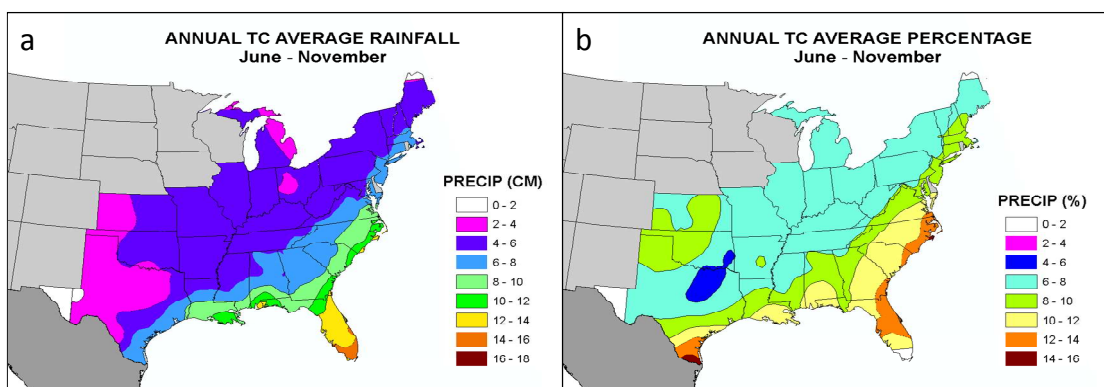 a
ANNUAL TC AVERAGE RAINFALL
June - November
PRECIP (CM)
0 - 2
2 - 4
4 - 6
6 - 8
8 - 10
10 - 12
12 - 14
14 - 16
16 - 18
b
ANNUAL TC AVERAGE PERCENTAGE
June - November
PRECIP (%)
0 - 2
2 - 4
4 - 6
6 - 8
8 - 10
10 - 12
12 - 14
14 - 16